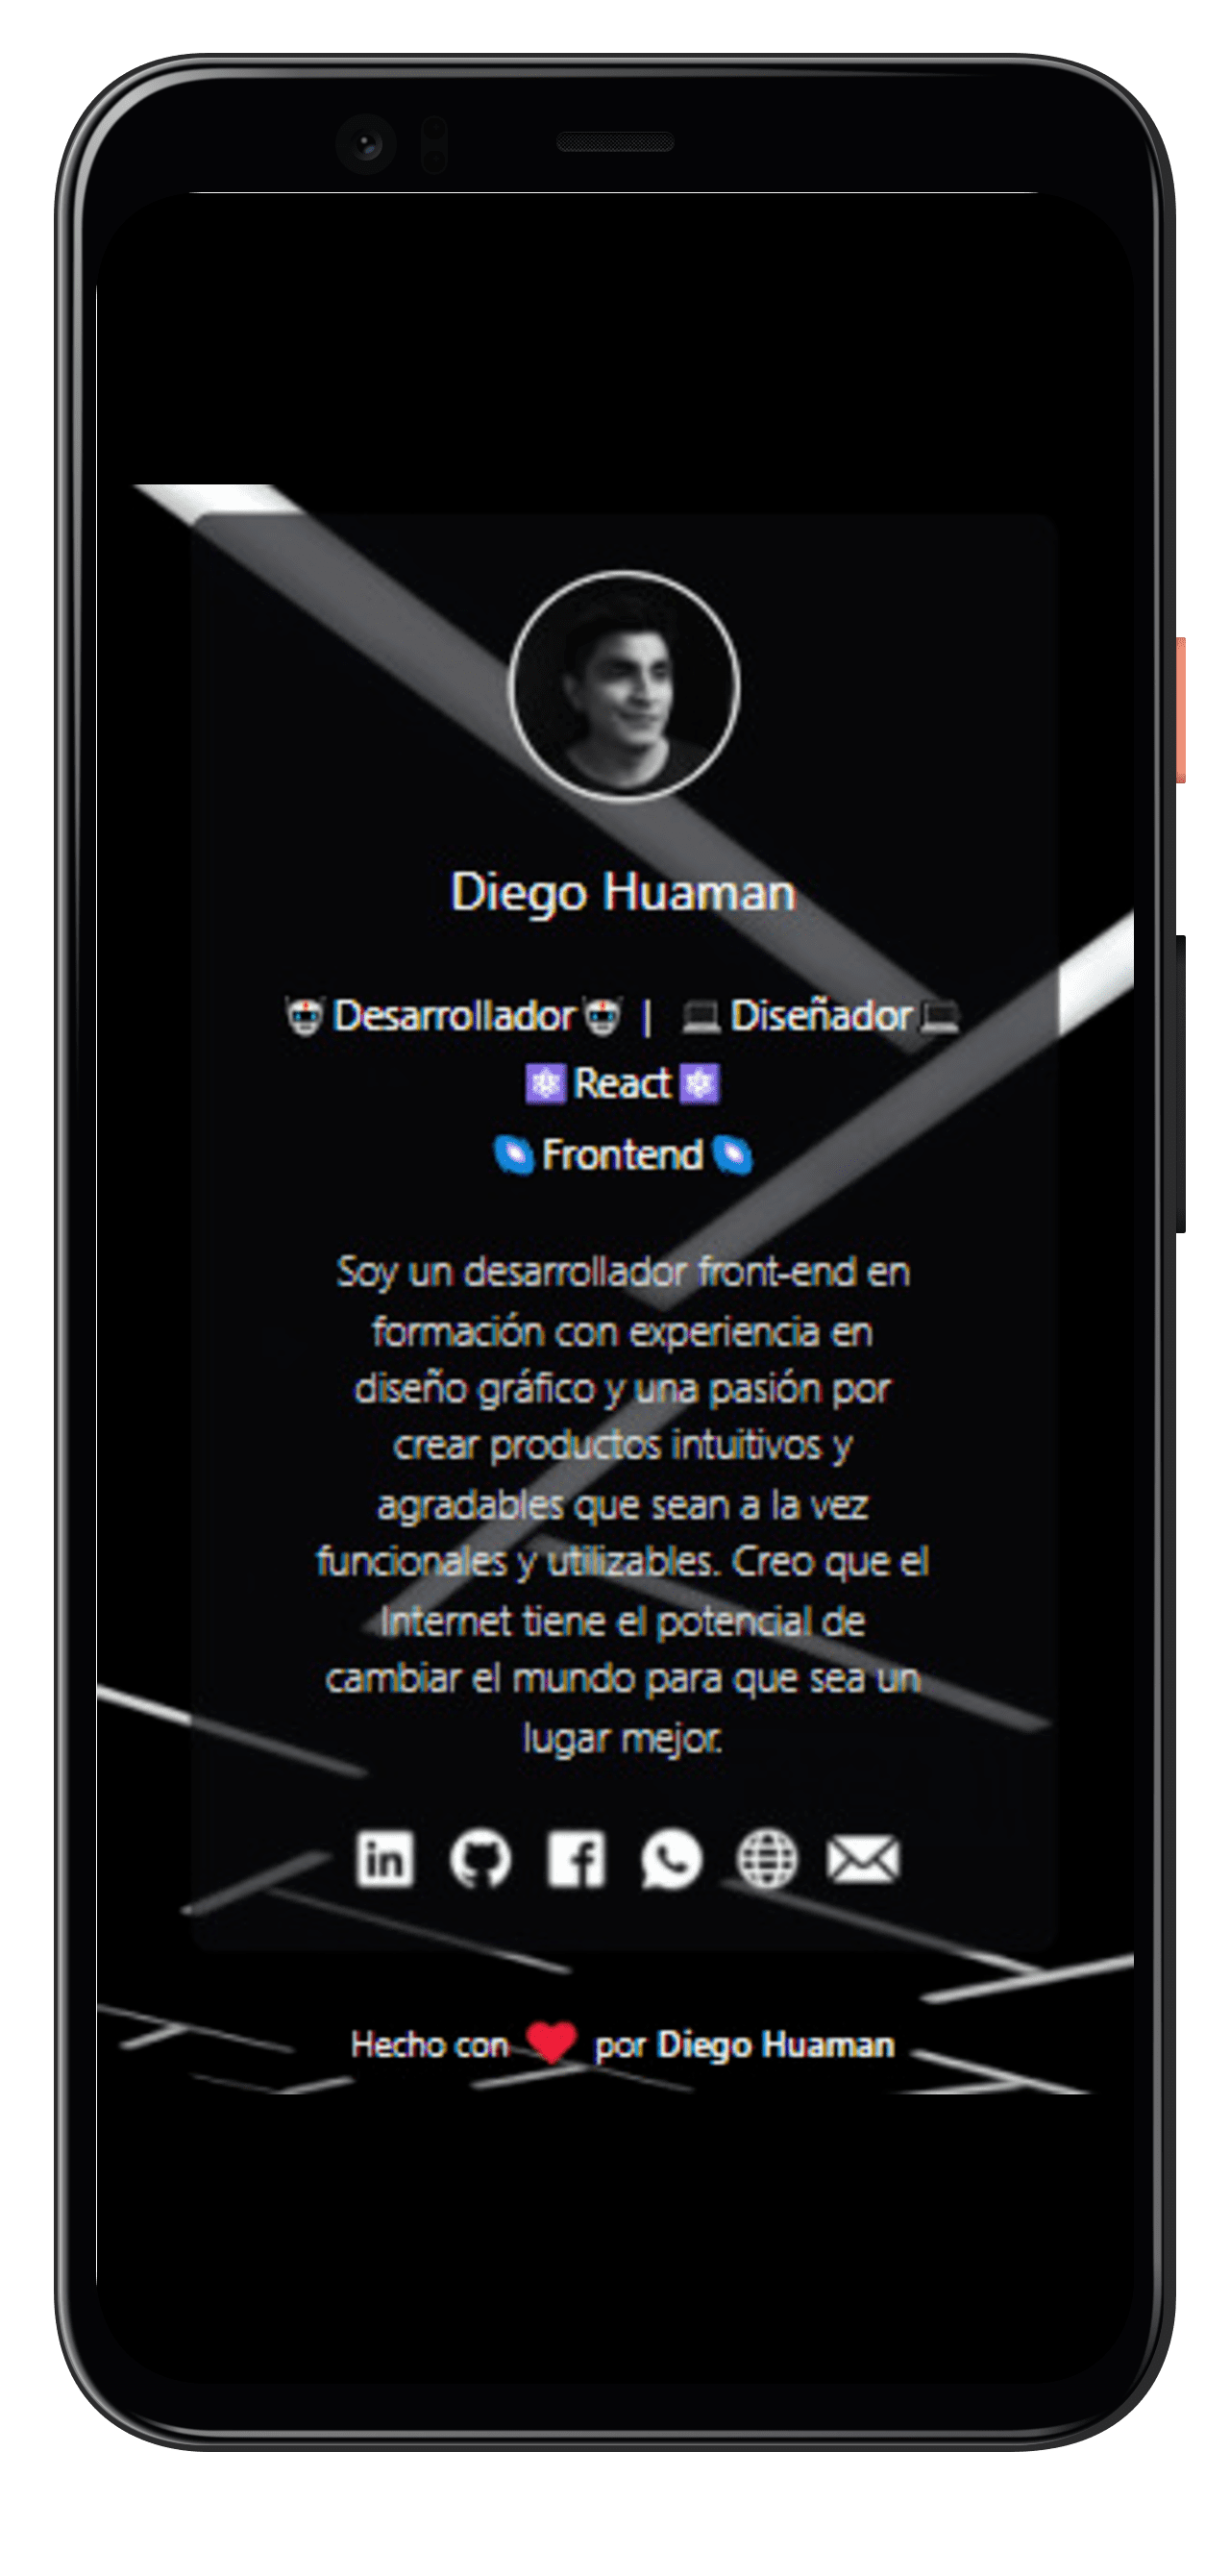 Diego Huaman
🤖 Desarrollador 🤖 | 💻 Diseñador 💻
⚛ React ⚛
🌀 Frontend 🌀
Soy un desarrollador front-end en
formación con experiencia en
diseño gráfico y una pasión por
crear productos intuitivos y
agradables que sean a la vez
funcionales y utilizables. Creo que el
Internet tiene el potencial de
cambiar el mundo para que sea un
lugar mejor.
in
Hecho con ❤ por Diego Huaman